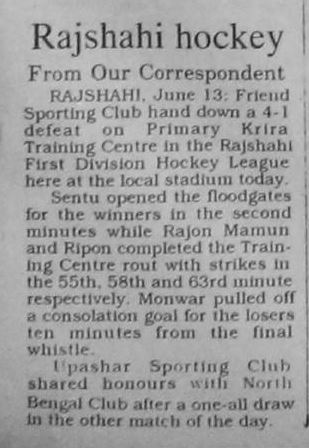 Rajshahi hockey
From Our Correspondent
RAJSHAHI, June 13: Friend
Sporting Club hand down a 4-1
defeat on Primary Krira
Training Centre in the Rajshahi
First Division Hockey League
here at the local stadium today.
Sentu opened the floodgates
for the winners in the second
minutes while Rajon Mamun
and Ripon completed the Train-
ing Centre rout with strikes in
the 55th, 58th and 63rd minute
respectively. Monwar pulled off
a consolation goal for the losers
ten minutes from the final
whistle.
Upashar Sporting Club
shared honours with North
Bengal Club after a one-all draw
in the other match of the day.